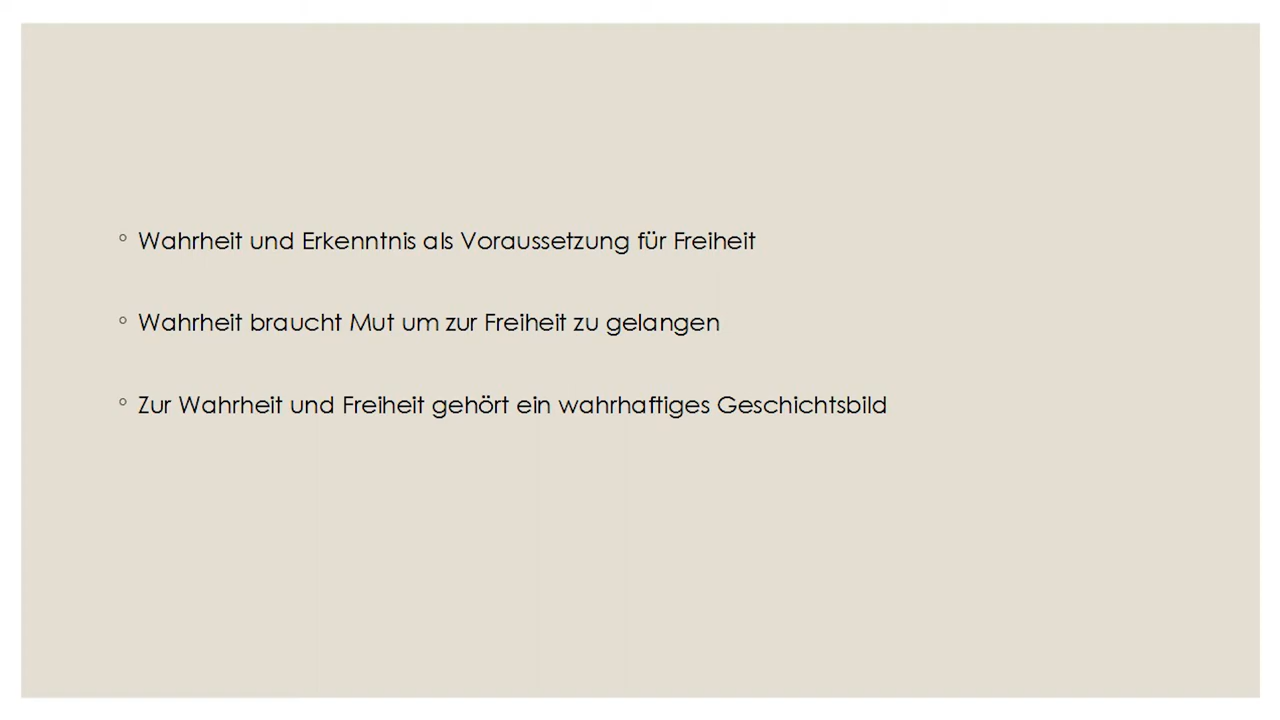 ◦ Wahrheit und Erkenntnis als Voraussetzung für Freiheit
◦ Wahrheit braucht Mut um zur Freiheit zu gelangen
◦ Zur Wahrheit und Freiheit gehört ein wahrhaftiges Geschichtsbild